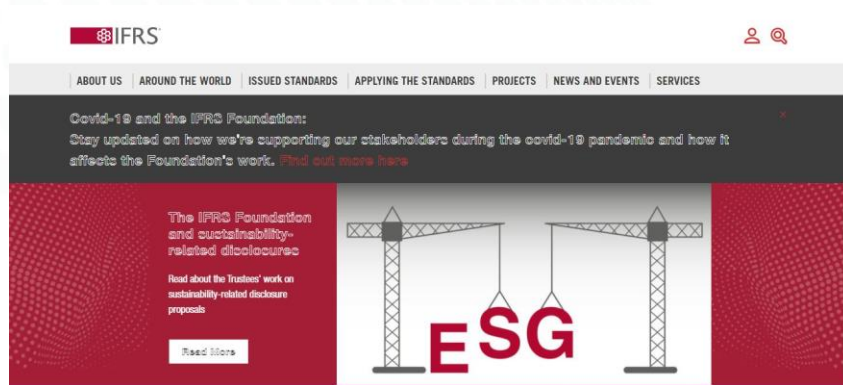 IFRS
ABOUT US | AROUND THE WORLD | ISSUED STANDARDS | APPLYING THE STANDARDS | PROJECTS | NEWS AND EVENTS | SERVICES
Covid-19 and the IFRS Foundation:
Stay updated on how we're supporting our stakeholders during the covid-19 pandemic and how it
affects the Foundation's work. Find out more here
The IFRS Foundation
and sustainability-
related disclosures
Read about the Trustees' work on
sustainability-related disclosure
proposals
Read More
ESG